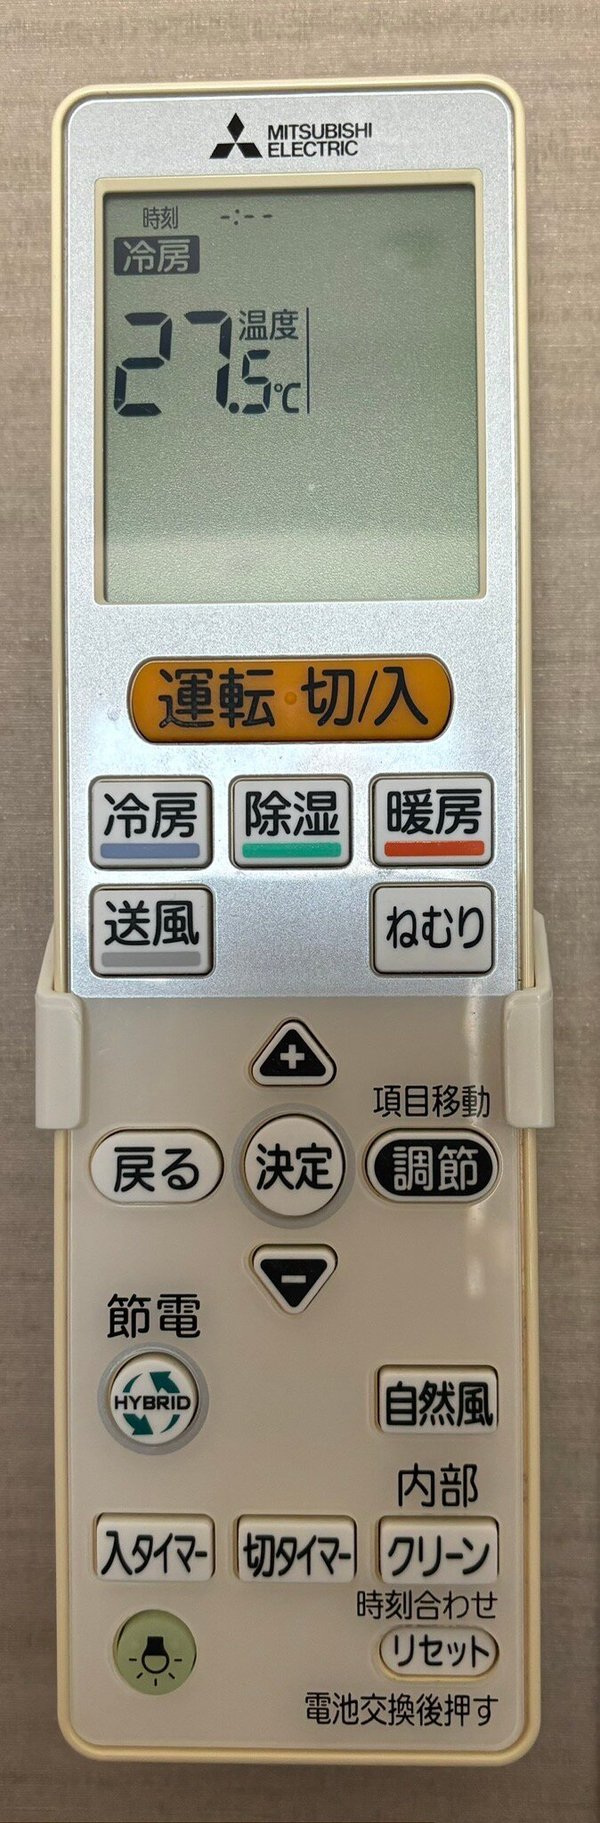 MITSUBISHI
ELECTRIC
時刻 -:--
冷房
温度
27.5℃
運転 切/入
冷房 除湿 暖房
送風 ねむり
+
項目移動
戻る 決定 調節
-
節電
HYBRID 自然風
内部
入タイマー 切タイマー クリーン
時刻合わせ
リセット
電池交換後押す